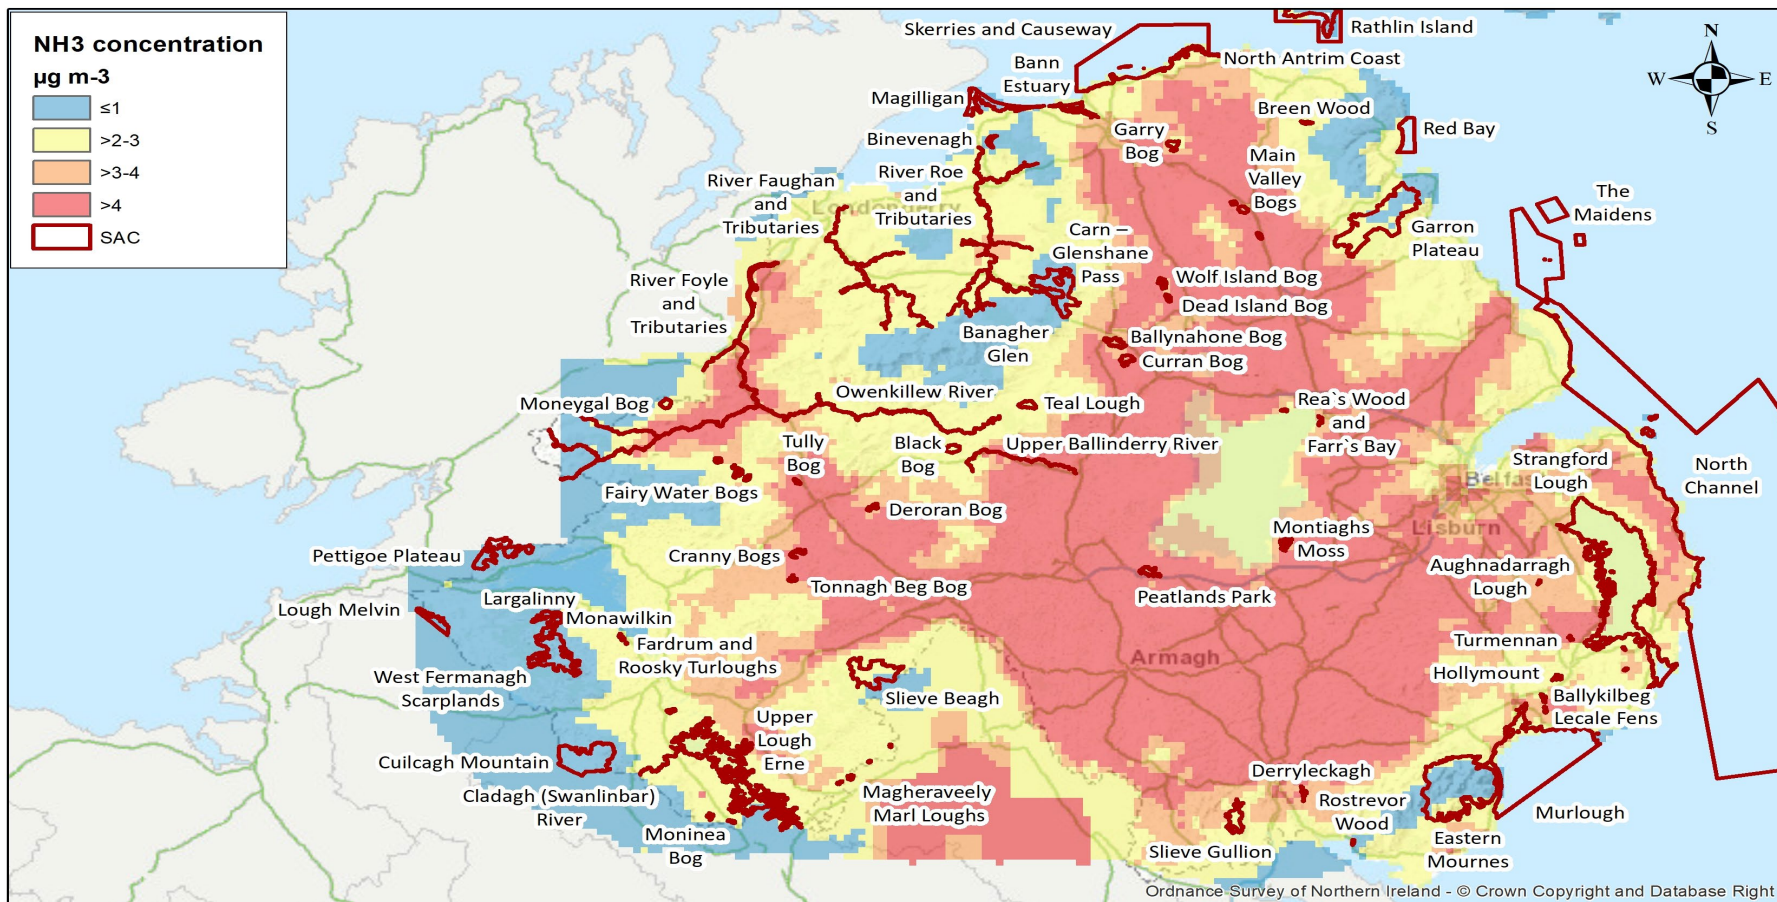 NH3 concentration
µg m-3
≤1
>2-3
>3-4
>4
SAC
Skerries and Causeway
Rathlin Island
N
W
E
S
Bann
Estuary
North Antrim Coast
Magilligan
Breen Wood
Binevenagh
Garry
Bog
Red Bay
River Roe
and
Tributaries
Main
Valley
Bogs
River Faughan
and
Tributaries
Londonderry
The
Maidens
Carn –
Glenshane
Pass
Garron
Plateau
River Foyle
and
Tributaries
Wolf Island Bog
Dead Island Bog
Banagher
Glen
Ballynahone Bog
Curran Bog
Owenkillew River
Moneygal Bog
Teal Lough
Rea`s Wood
and
Farr`s Bay
Tully
Bog
Black
Bog
Upper Ballinderry River
Strangford
Lough
North
Channel
Belfast
Fairy Water Bogs
Deroran Bog
Lisburn
Montiaghs
Moss
Pettigoe Plateau
Cranny Bogs
Aughnadarragh
Lough
Tonnagh Beg Bog
Peatlands Park
Largalinny
Lough Melvin
Monawilkin
Fardrum and
Roosky Turloughs
Turmennan
Armagh
West Fermanagh
Scarplands
Hollymount
Slieve Beagh
Ballykilbeg
Lecale Fens
Upper
Lough
Erne
Cuilcagh Mountain
Derryleckagh
Cladagh (Swanlinbar)
River
Magheraveely
Marl Loughs
Rostrevor
Wood
Murlough
Moninea
Bog
Slieve Gullion
Eastern
Mournes
Ordnance Survey of Northern Ireland - © Crown Copyright and Database Right